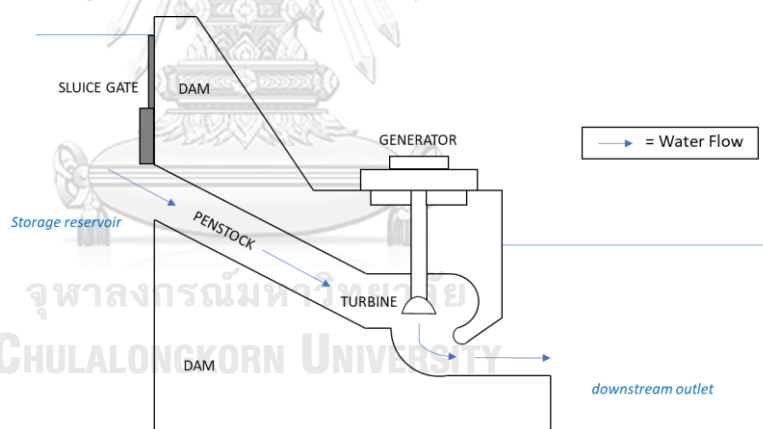 SLUICE GATE
DAM
GENERATOR
= Water Flow
Storage reservoir
PENSTOCK
จุฬาลงกรณ์มหาวิทยาลัย
TURBINE
CHULALONGKORN UNIVERSITY
DAM
downstream outlet